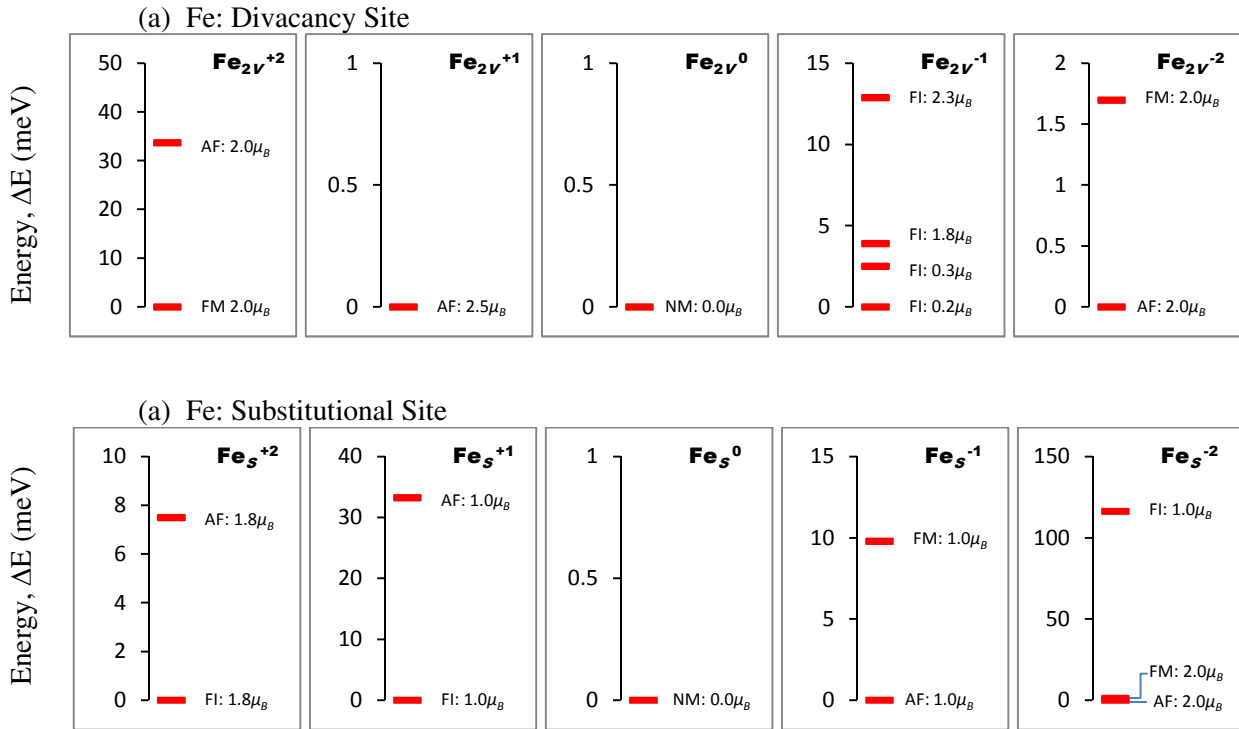 (a) Fe: Divacancy Site
Energy, ΔE (meV)
Fe2V+2
50
40
30
20
10
0
AF: 2.0μB
FM 2.0μB
Fe2V+1
1
0.5
0
AF: 2.5μB
Fe2V0
1
0.5
0
NM: 0.0μB
Fe2V-1
15
10
5
0
FI: 2.3μB
FI: 1.8μB
FI: 0.3μB
FI: 0.2μB
Fe2V-2
2
1.5
1
0.5
0
FM: 2.0μB
AF: 2.0μB
(a) Fe: Substitutional Site
Energy, ΔE (meV)
FeS+2
10
8
6
4
2
0
AF: 1.8μB
FI: 1.8μB
FeS+1
40
30
20
10
0
AF: 1.0μB
FI: 1.0μB
FeS0
1
0.5
0
NM: 0.0μB
FeS-1
15
10
5
0
FM: 1.0μB
AF: 1.0μB
FeS-2
150
100
50
0
FI: 1.0μB
FM: 2.0μB
AF: 2.0μB